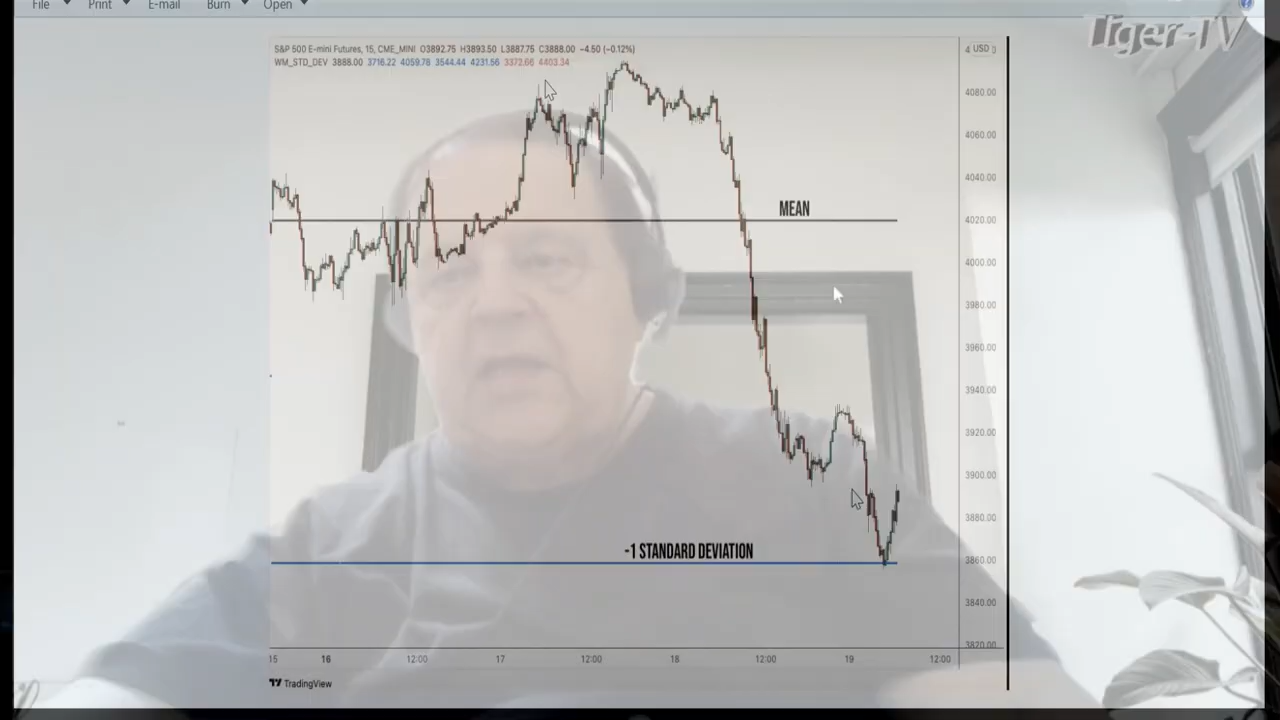 File Print E-mail Burn Open
Tiger-TV
S&P 500 E-mini Futures, 15, CME_MINI O3892.75 H3893.50 L3887.75 C3888.00 −4.50 (−0.12%)
USD
WM_STD_DEV 3888.00 3716.22 4059.78 3544.44 4231.56 3372.66 4403.34
4080.00
4060.00
4040.00
MEAN
4020.00
4000.00
3980.00
3960.00
3940.00
3920.00
3900.00
3880.00
-1 STANDARD DEVIATION
3860.00
3840.00
3820.00
15 16 12:00 17 12:00 18 12:00 19 12:00
TradingView